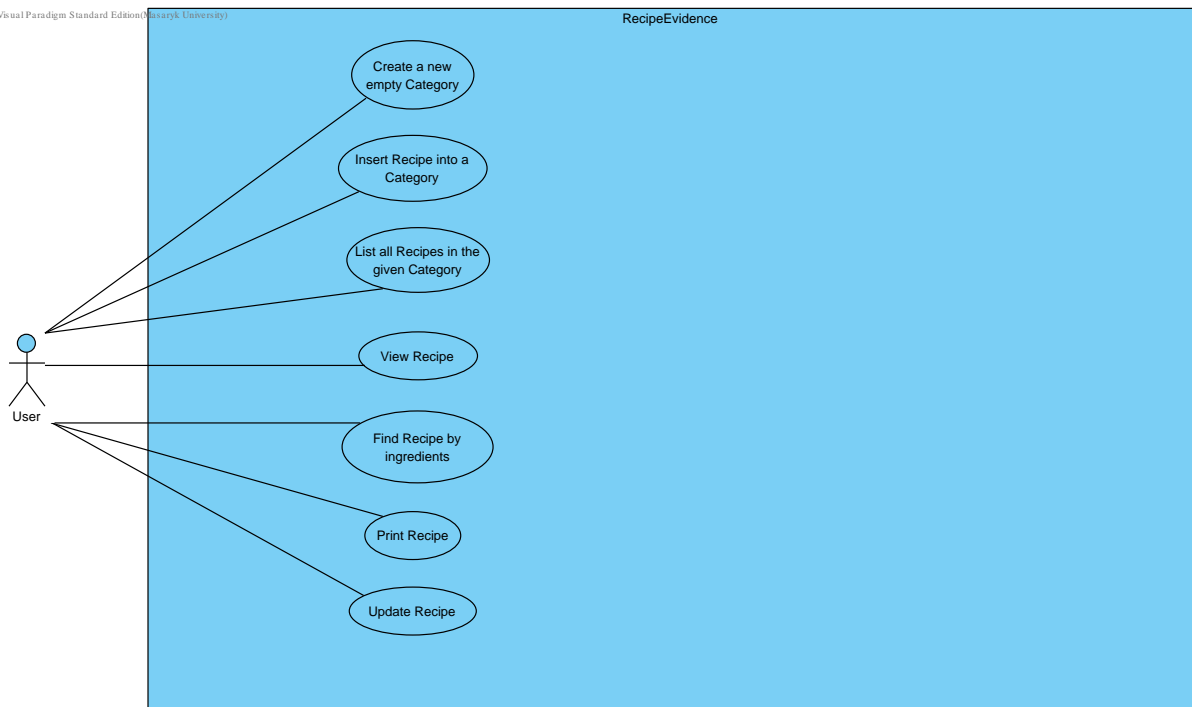 Visual Paradigm Standard Edition(Masaryk University)
RecipeEvidence
Create a new
empty Category
Insert Recipe into a
Category
List all Recipes in the
given Category
View Recipe
User
Find Recipe by
ingredients
Print Recipe
Update Recipe